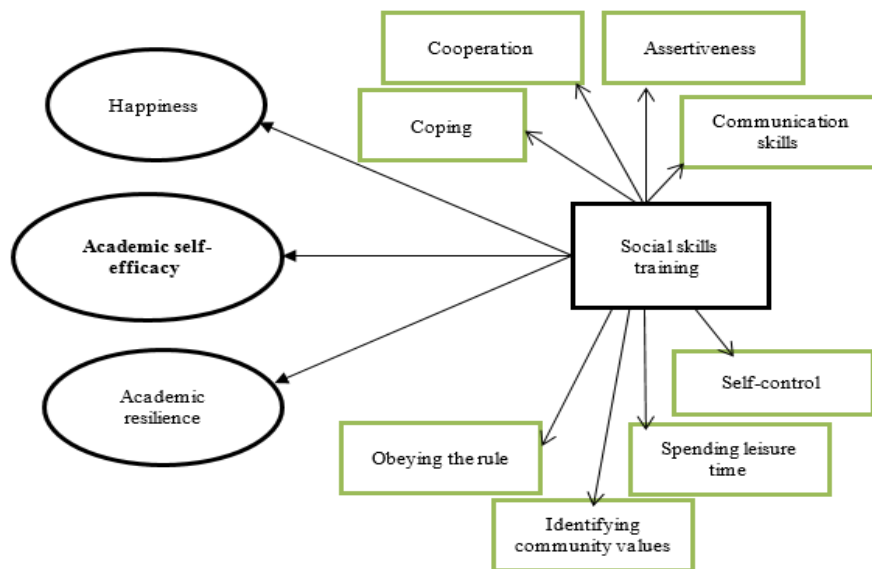 Cooperation
Assertiveness
Happiness
Coping
Communication
skills
Academic self-
efficacy
Social skills
training
Academic
resilience
Self-control
Obeying the rule
Spending leisure
time
Identifying
community values